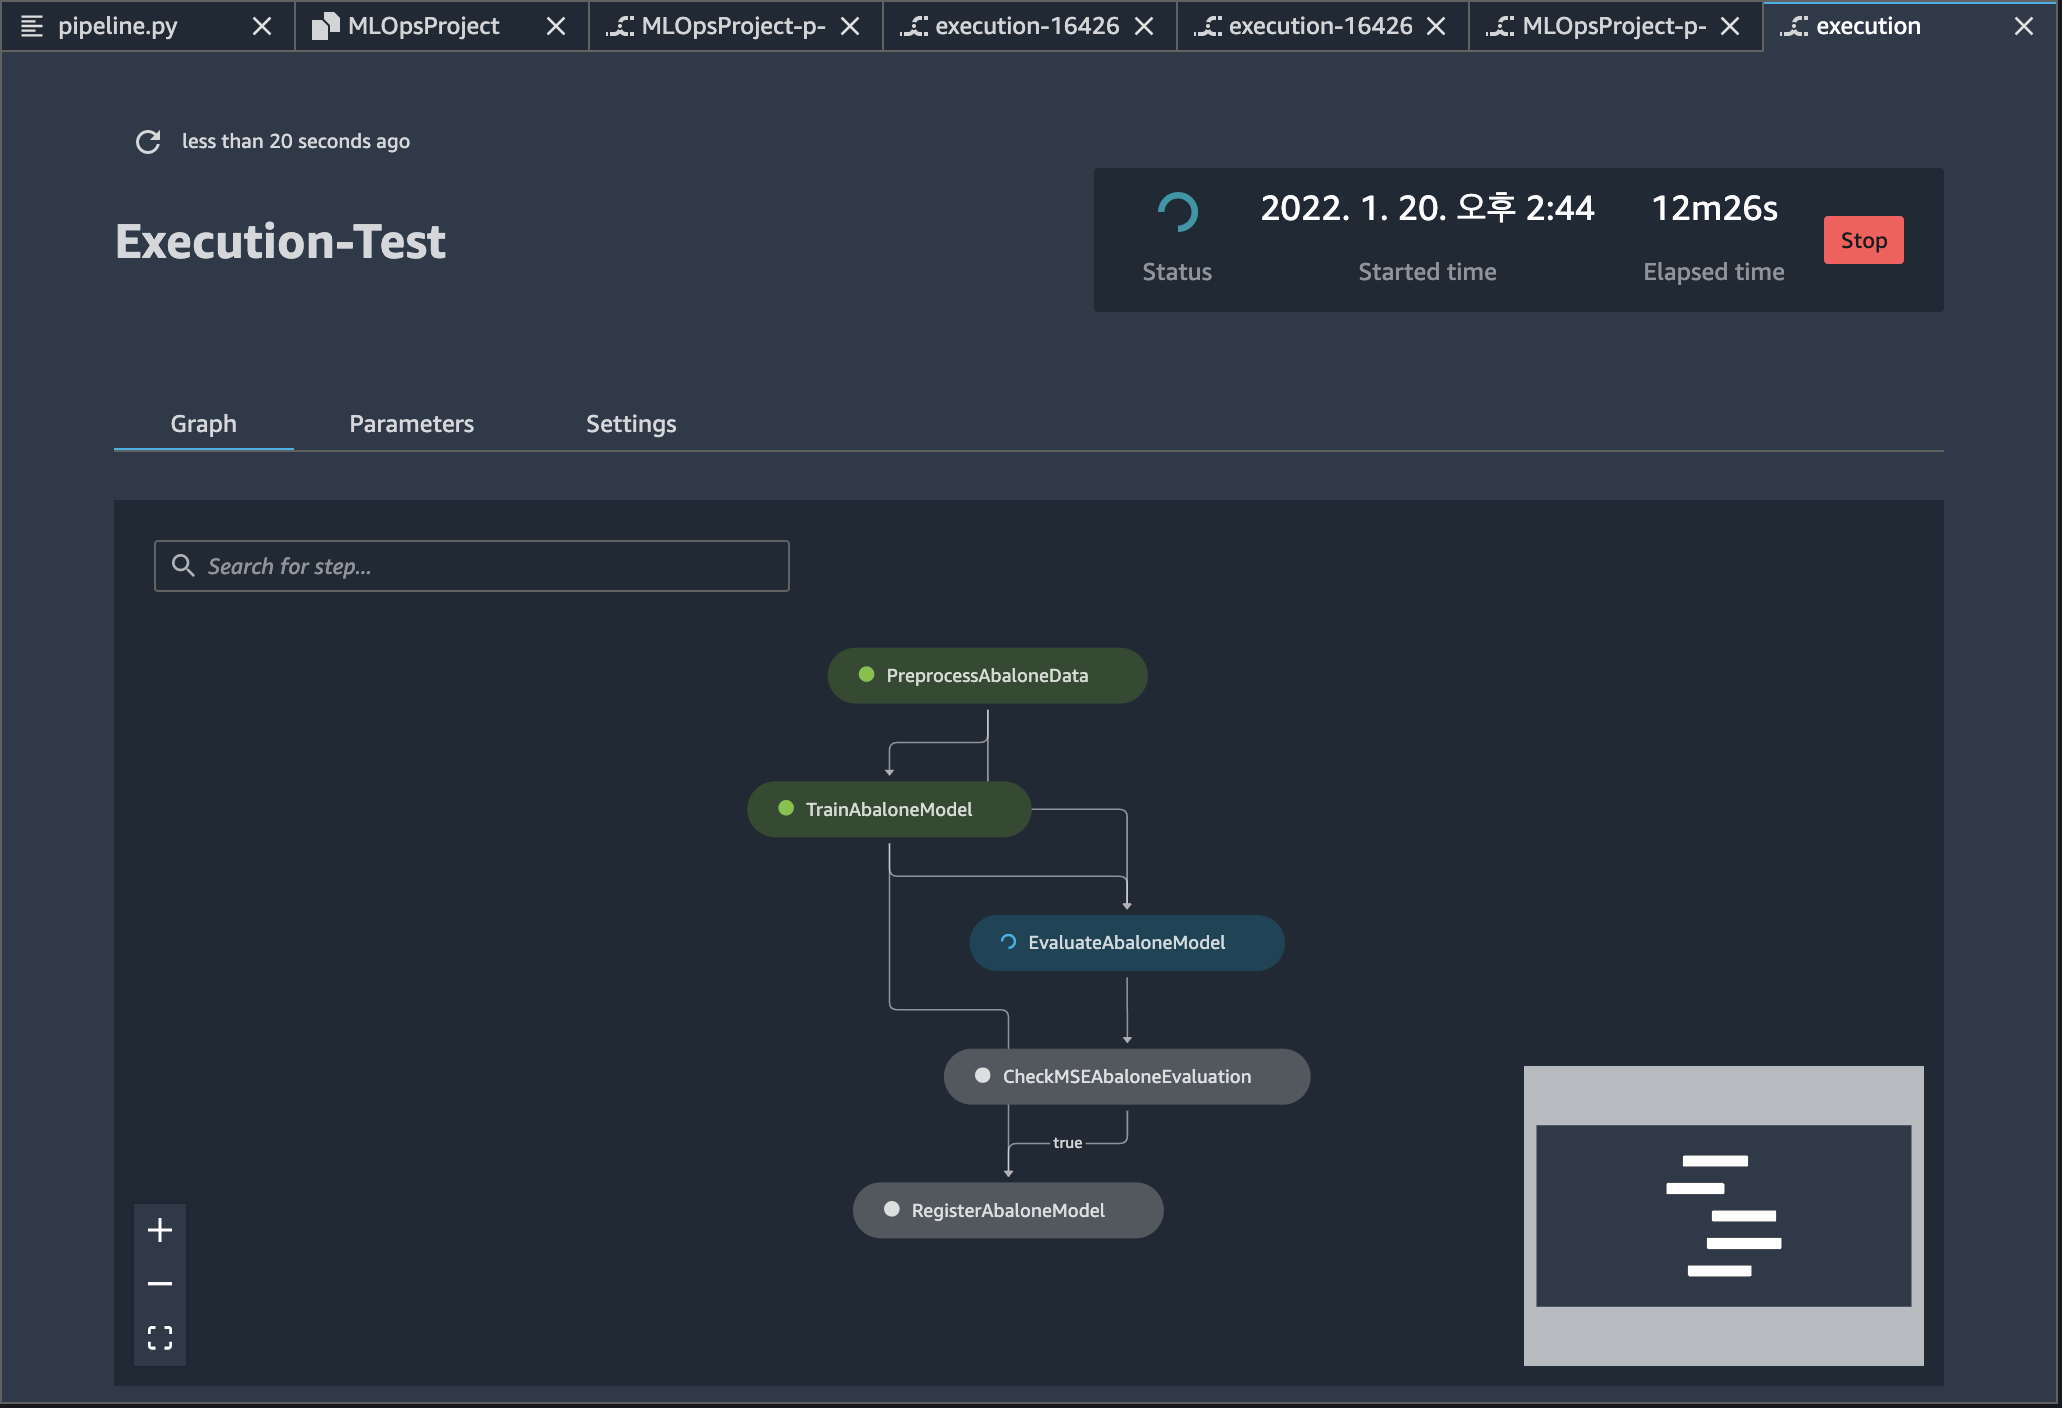 pipeline.py
MLOpsProject
MLOpsProject-p-
execution-16426
execution-16426
MLOpsProject-p-
execution
less than 20 seconds ago
Execution-Test
2022. 1. 20. 오후 2:44
12m26s
Stop
Status
Started time
Elapsed time
Graph
Parameters
Settings
Search for step...
PreprocessAbaloneData
TrainAbaloneModel
EvaluateAbaloneModel
CheckMSEAbaloneEvaluation
true
RegisterAbaloneModel